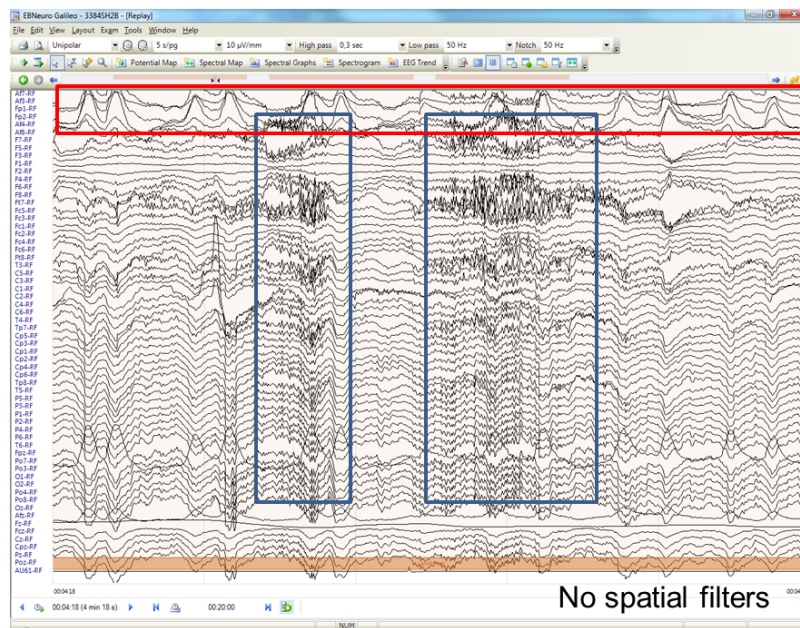 EBNeuro Galileo - 3384SH2B - [Replay]
File Edit View Layout Exam Tools Window Help
Unipolar 5 s/pg 10 µV/mm High pass 0,3 sec Low pass 50 Hz Notch 50 Hz
Potential Map Spectral Map Spectral Graphs Spectrogram EEG Trend
Af7-RF
Af3-RF
Fp1-RF
Fp2-RF
Af4-RF
Af8-RF
F7-RF
F5-RF
F3-RF
F1-RF
F2-RF
F4-RF
F6-RF
F8-RF
Ft7-RF
Fc5-RF
Fc3-RF
Fc1-RF
Fc2-RF
Fc4-RF
Fc6-RF
Ft8-RF
T3-RF
C5-RF
C3-RF
C1-RF
C2-RF
C4-RF
C6-RF
T4-RF
Tp7-RF
Cp5-RF
Cp3-RF
Cp1-RF
Cp2-RF
Cp4-RF
Cp6-RF
Tp8-RF
T5-RF
P5-RF
P3-RF
P1-RF
P2-RF
P4-RF
P6-RF
T6-RF
Fpz-RF
Po7-RF
Po3-RF
O1-RF
O2-RF
Po4-RF
Po8-RF
Oz-RF
Afz-RF
Fz-RF
Fcz-RF
Cz-RF
Cpz-RF
Pz-RF
Poz-RF
AU61-RF
00:04:18
No spatial filters
00:04:18 (4 min 18 s) 00:20:00
NUM